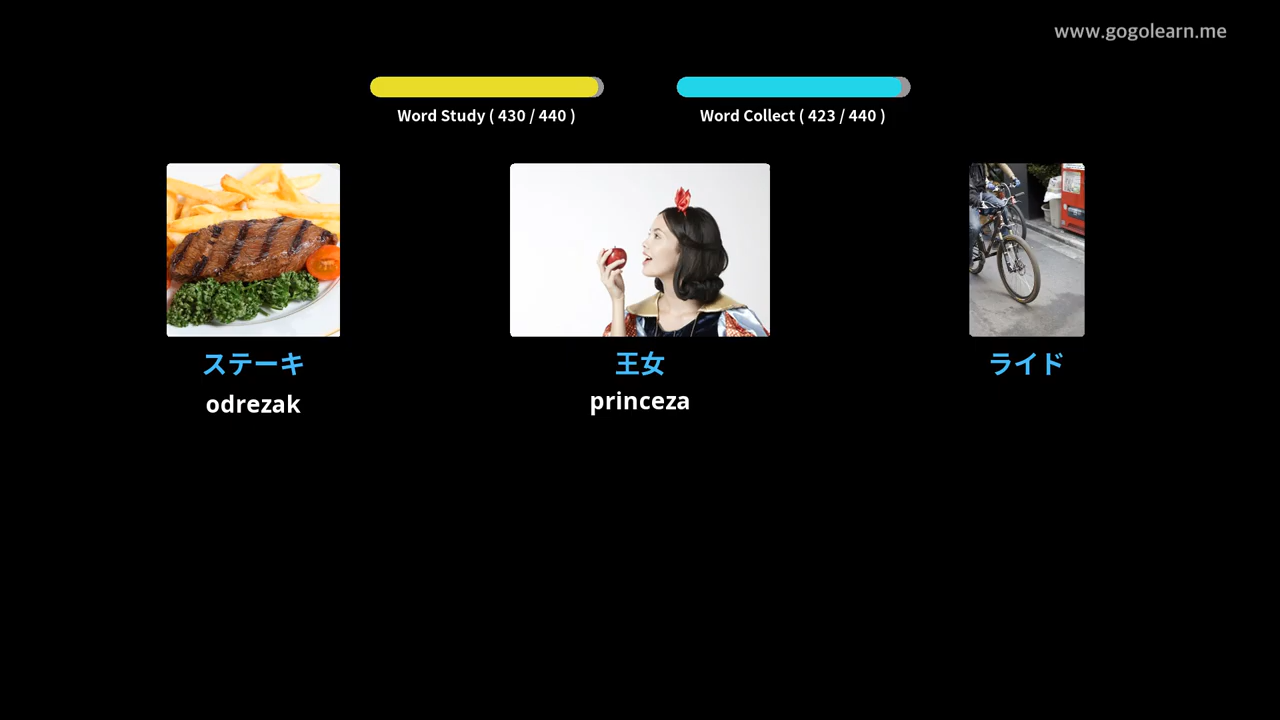 www.gogolearn.me
Word Study ( 430 / 440 )
Word Collect ( 423 / 440 )
ステーキ
odrezak
王女
princeza
ライド